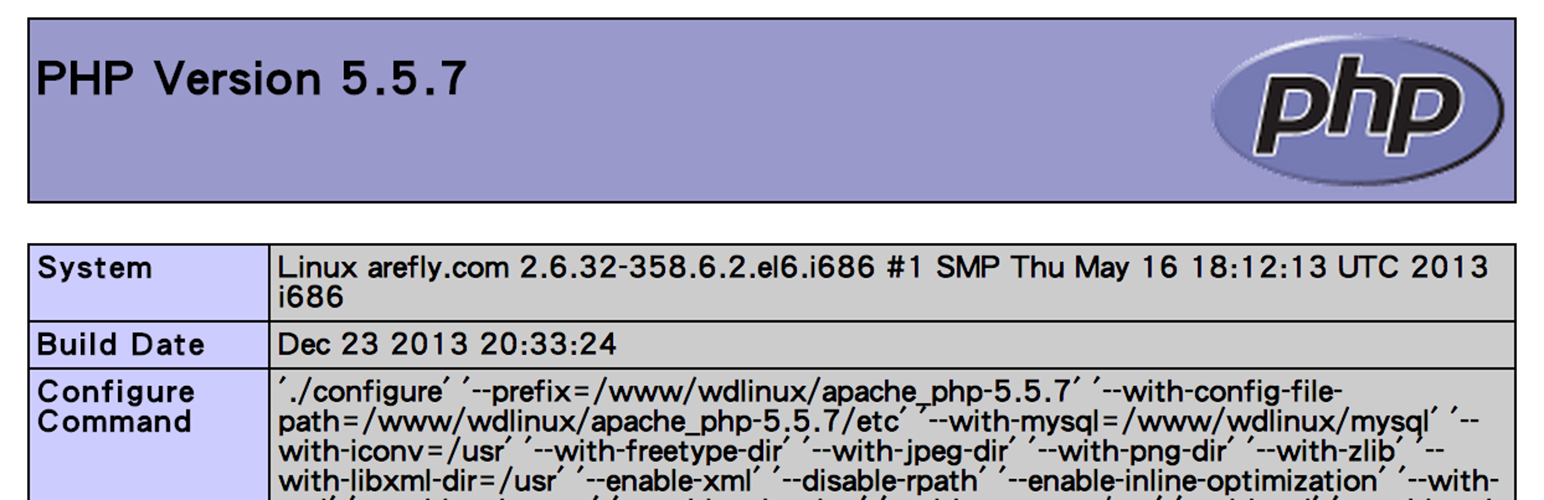 PHP Version 5.5.7
php
System
Linux arefly.com 2.6.32-358.6.2.el6.i686 #1 SMP Thu May 16 18:12:13 UTC 2013
i686
Build Date
Dec 23 2013 20:33:24
Configure
Command
'./configure' '--prefix=/www/wdlinux/apache_php-5.5.7' '--with-config-file-
path=/www/wdlinux/apache_php-5.5.7/etc' '--with-mysql=/www/wdlinux/mysql' '--
with-iconv=/usr' '--with-freetype-dir' '--with-jpeg-dir' '--with-png-dir' '--with-zlib' '--
with-libxml-dir=/usr' '--enable-xml' '--disable-rpath' '--enable-inline-optimization' '--with-